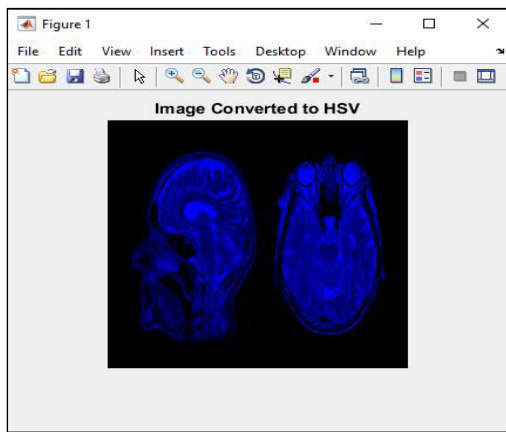 Figure 1
File Edit View Insert Tools Desktop Window Help
Image Converted to HSV